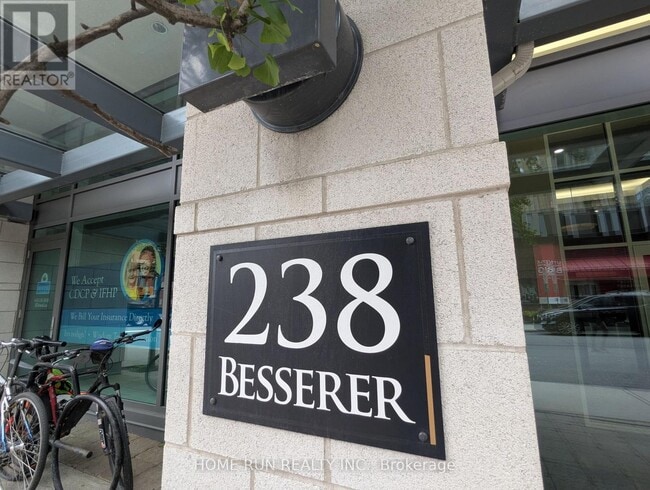 REALTOR®
We Accept
CDCP & IFHP
We Bill Your Insurance Directly
238
BESSERER
HOME RUN REALTY INC., Brokerage